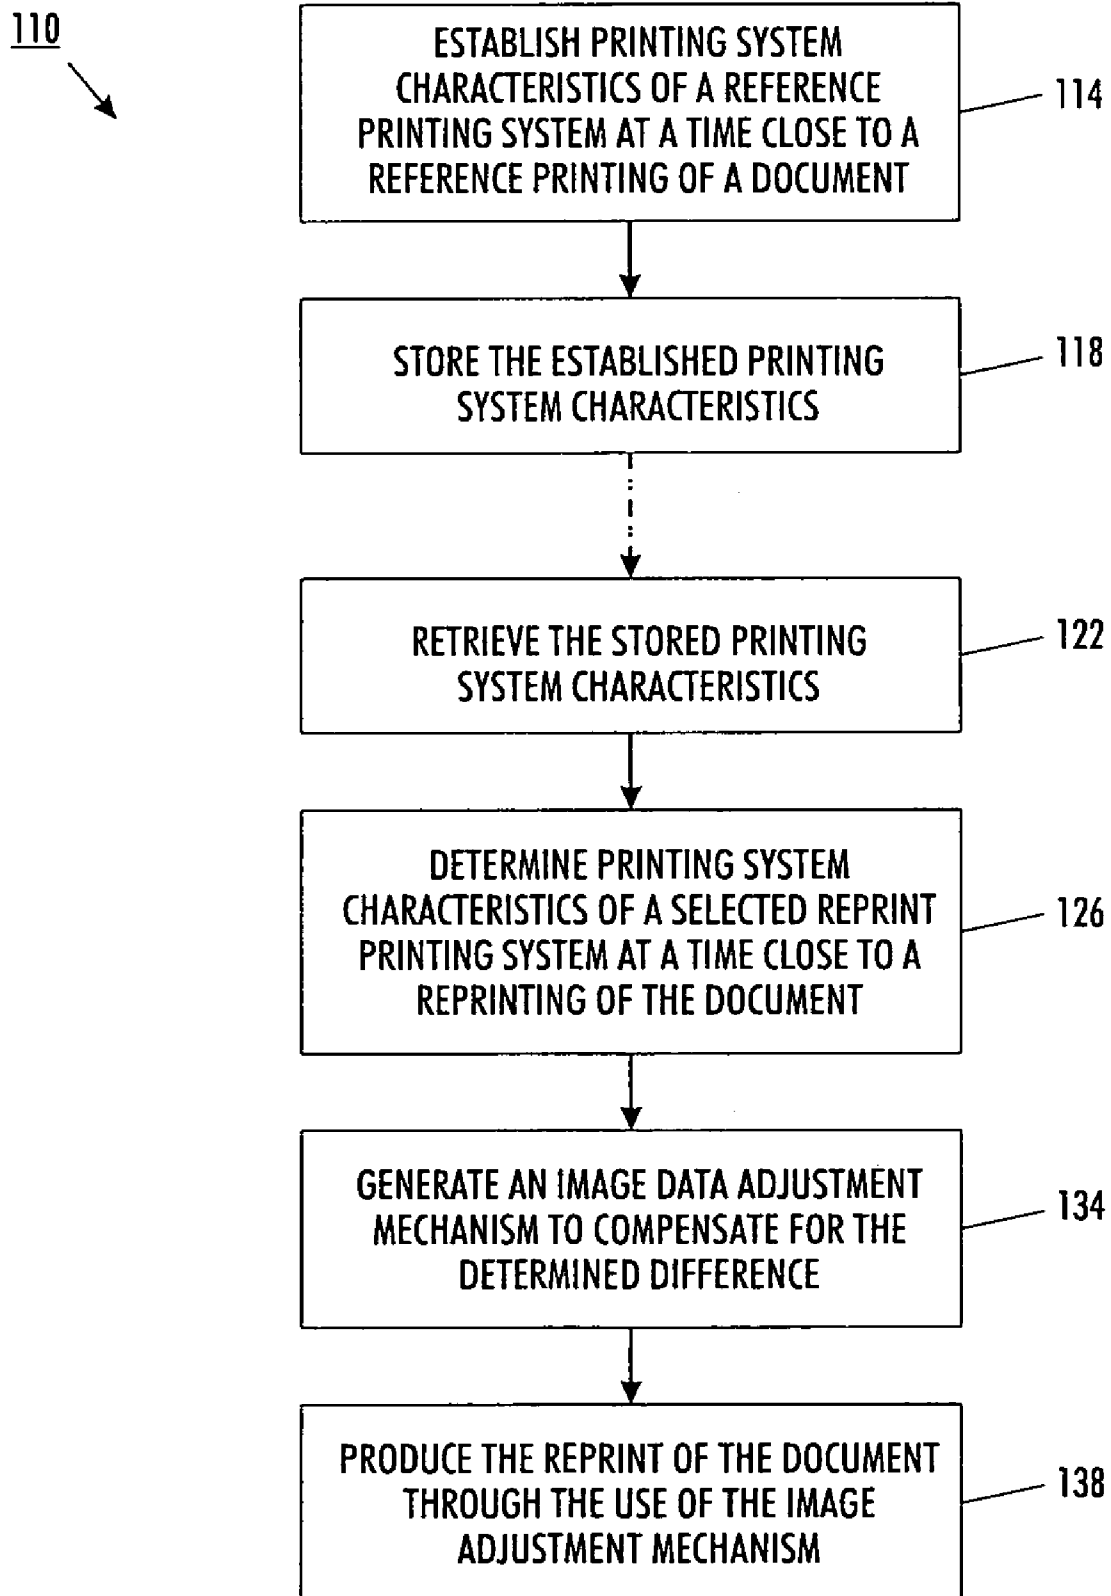 110
ESTABLISH PRINTING SYSTEM
CHARACTERISTICS OF A REFERENCE
PRINTING SYSTEM AT A TIME CLOSE TO A
REFERENCE PRINTING OF A DOCUMENT
114
STORE THE ESTABLISHED PRINTING
SYSTEM CHARACTERISTICS
118
RETRIEVE THE STORED PRINTING
SYSTEM CHARACTERISTICS
122
DETERMINE PRINTING SYSTEM
CHARACTERISTICS OF A SELECTED REPRINT
PRINTING SYSTEM AT A TIME CLOSE TO A
REPRINTING OF THE DOCUMENT
126
GENERATE AN IMAGE DATA ADJUSTMENT
MECHANISM TO COMPENSATE FOR THE
DETERMINED DIFFERENCE
134
PRODUCE THE REPRINT OF THE DOCUMENT
THROUGH THE USE OF THE IMAGE
ADJUSTMENT MECHANISM
138